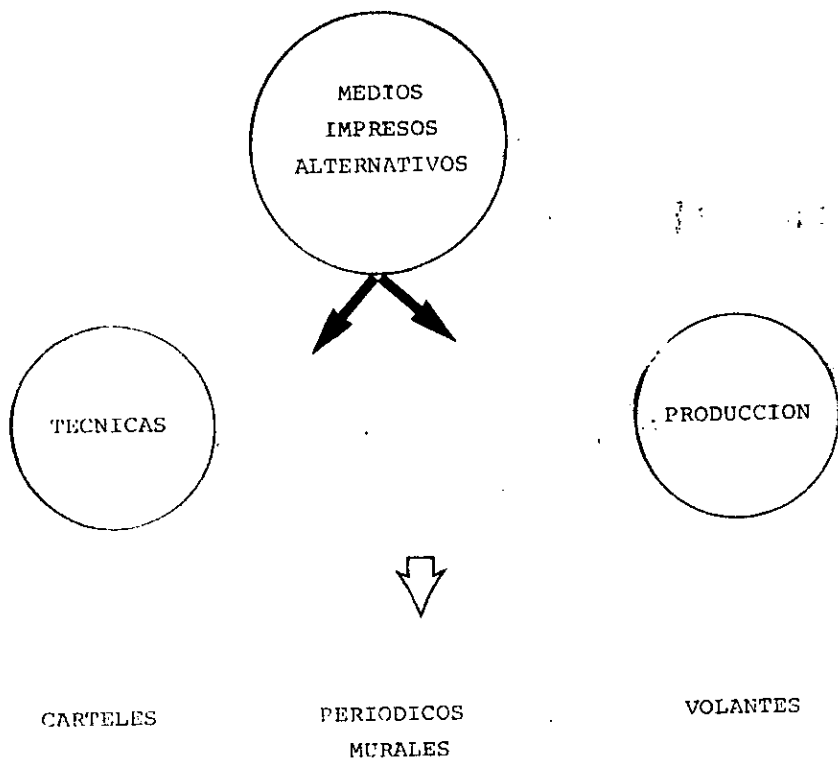 MEDIOS
IMPRESOS
ALTERNATIVOS
TECNICAS
PRODUCCION
CARTELES
PERIODICOS
MURALES
VOLANTES